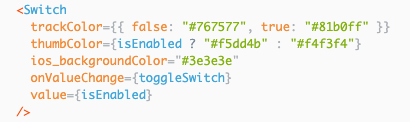 <Switch
trackColor={{ false: "#767577", true: "#81b0ff" }}
thumbColor={isEnabled ? "#f5dd4b" : "#f4f3f4"}
ios_backgroundColor="#3e3e3e"
onValueChange={toggleSwitch}
value={isEnabled}
/>